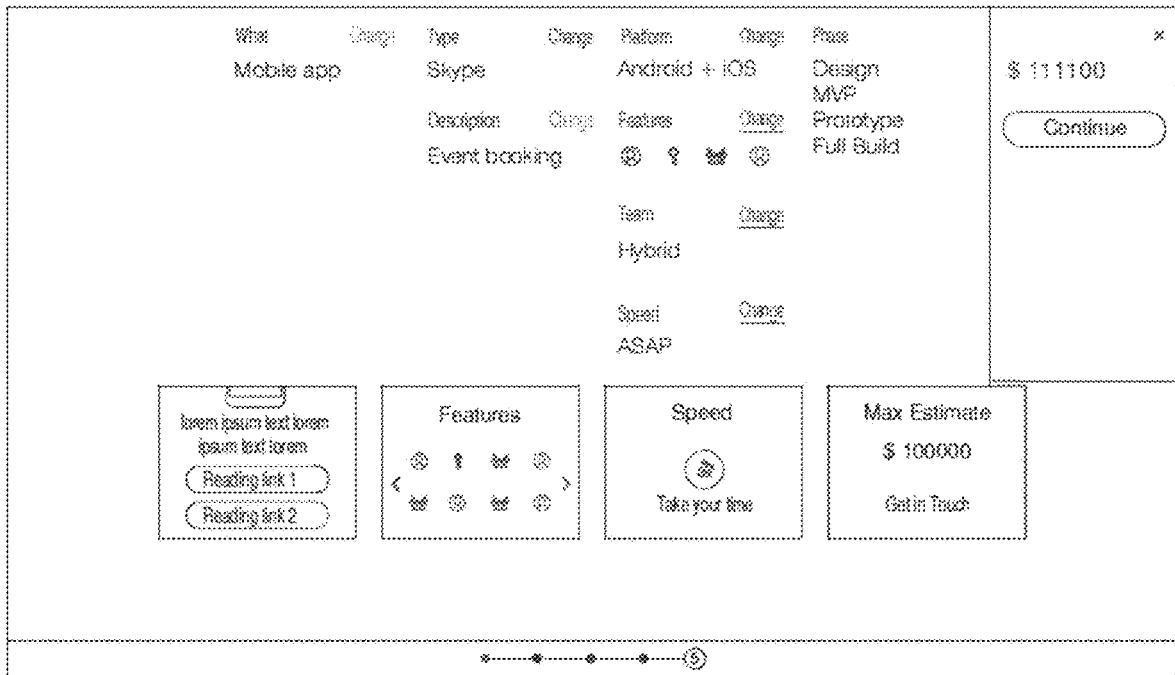 What Change Type Change Platform Change Phase ×
Mobile app Skype Android + iOS Design $ 111100
MVP
Description Change Features Change Prototype Continue
Event booking Full Build
Team Change
Hybrid
Speed Change
ASAP
lorem ipsum text lorem
ipsum text lorem
Reading link 1
Reading link 2
Features
Speed
Take your time
Max Estimate
$ 100000
Get in Touch
5